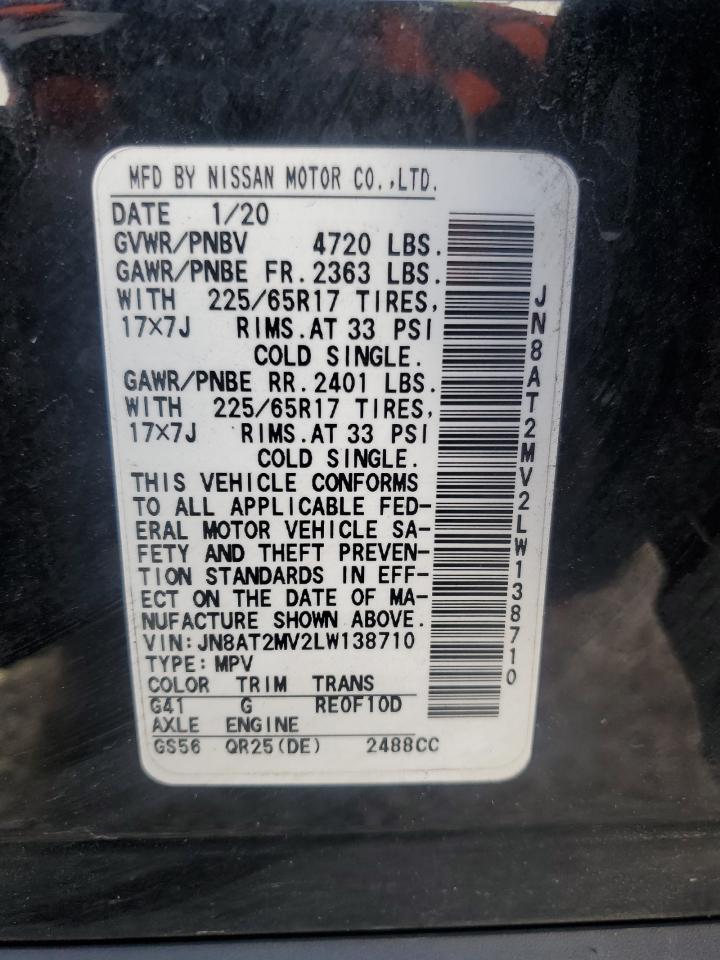 MFD BY NISSAN MOTOR CO.,LTD.
DATE 1/20
GVWR/PNBV 4720 LBS.
GAWR/PNBE FR.2363 LBS.
WITH 225/65R17 TIRES,
17×7J RIMS.AT 33 PSI
COLD SINGLE.
GAWR/PNBE RR.2401 LBS.
WITH 225/65R17 TIRES,
17×7J RIMS.AT 33 PSI
COLD SINGLE.
THIS VEHICLE CONFORMS
TO ALL APPLICABLE FED-
ERAL MOTOR VEHICLE SA-
FETY AND THEFT PREVEN-
TION STANDARDS IN EFF-
ECT ON THE DATE OF MA-
NUFACTURE SHOWN ABOVE.
VIN:JN8AT2MV2LW138710
TYPE:MPV
COLOR TRIM TRANS
G41 G RE0F10D
AXLE ENGINE
GS56 QR25(DE) 2488CC
JN8AT2MV2LW138710